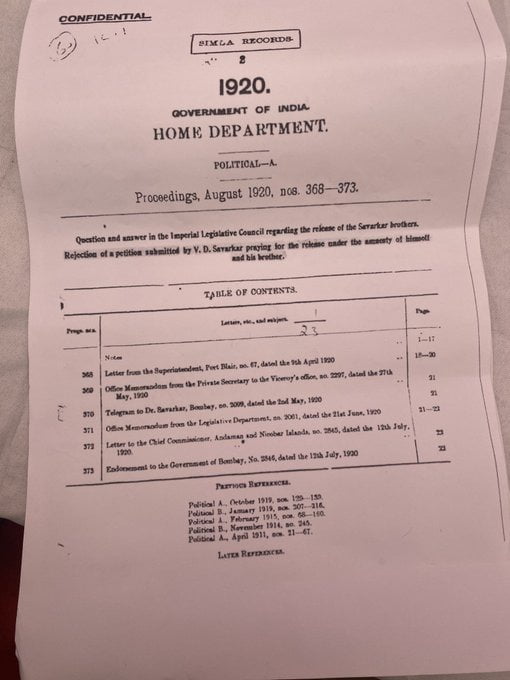 CONFIDENTIAL
SIMLA RECORDS.
2
1920.
GOVERNMENT OF INDIA.
HOME DEPARTMENT.
POLITICAL—A.
Proceedings, August 1920, nos. 368—373.
Question and answer in the Imperial Legislative Council regarding the release of the Savarkar brothers.
Rejection of a petition submitted by V. D. Savarkar praying for the release under the amnesty of himself
and his brother.
TABLE OF CONTENTS.
Progs. nos. Letters, etc., and subject. Page.
1
23
Notes .. 1—17
368 Letter from the Superintendent, Port Blair, no. 67, dated the 9th April 1920 .. 18—20
369 Office Memorandum from the Private Secretary to the Viceroy's office, no. 2297, dated the 27th
May, 1920 .. 21
370 Telegram to Dr. Savarkar, Bombay, no. 2099, dated the 2nd May, 1920 21
371 Office Memorandum from the Legislative Department, no. 2061, dated the 21st June, 1920 21—23
372 Letter to the Chief Commissioner, Andaman and Nicobar Islands, no. 2845, dated the 12th July,
1920. .. 23
373 Endorsement to the Government of Bombay, No. 2846, dated the 12th July, 1920 23
PREVIOUS REFERENCES.
Political A., October 1919, nos.
Political B., January 1919, nos. 307—316.
Political A., February 1915, nos. 68—160.
Political B., November 1914, no. 245.
Political A., April 1911, nos. 21—67.
LATER REFERENCES.